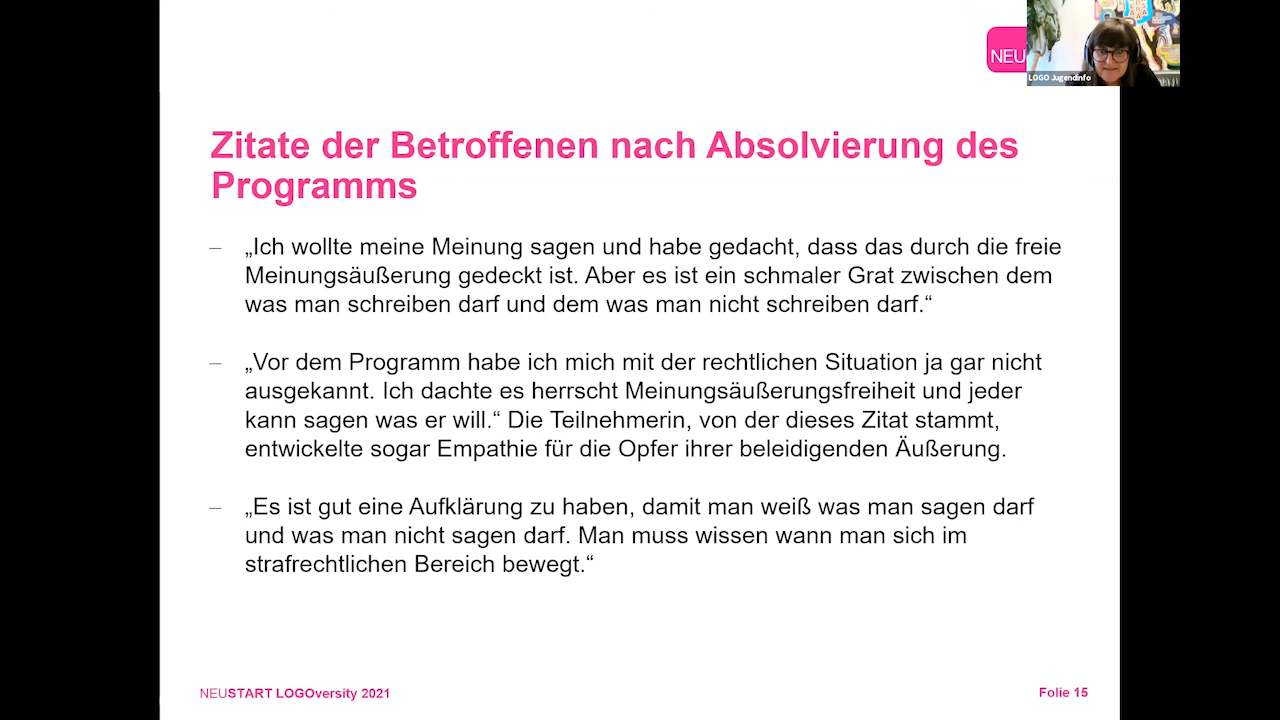 NEU
LOGO Jugendinfo
Zitate der Betroffenen nach Absolvierung des
Programms
– „Ich wollte meine Meinung sagen und habe gedacht, dass das durch die freie
Meinungsäußerung gedeckt ist. Aber es ist ein schmaler Grat zwischen dem
was man schreiben darf und dem was man nicht schreiben darf.“
– „Vor dem Programm habe ich mich mit der rechtlichen Situation ja gar nicht
ausgekannt. Ich dachte es herrscht Meinungsäußerungsfreiheit und jeder
kann sagen was er will.“ Die Teilnehmerin, von der dieses Zitat stammt,
entwickelte sogar Empathie für die Opfer ihrer beleidigenden Äußerung.
– „Es ist gut eine Aufklärung zu haben, damit man weiß was man sagen darf
und was man nicht sagen darf. Man muss wissen wann man sich im
strafrechtlichen Bereich bewegt.“
NEUSTART LOGOversity 2021
Folie 15